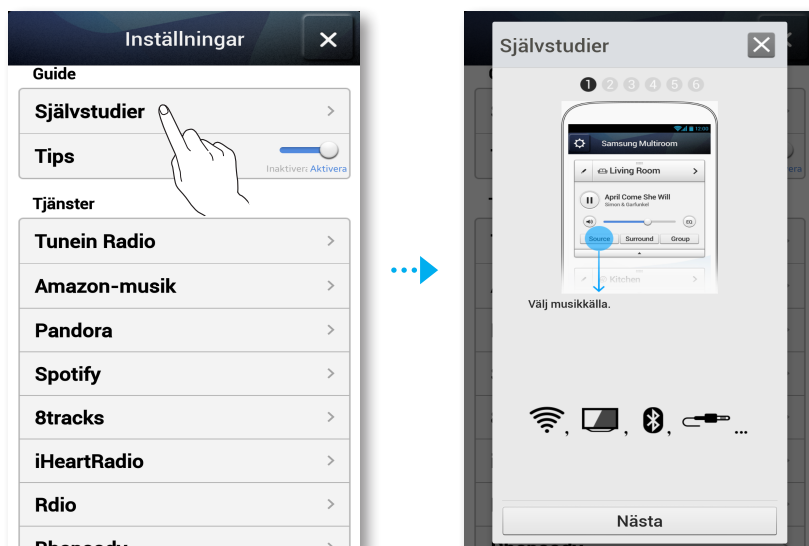 Inställningar
Guide
Självstudier
Tips
Inaktivera Aktivera
Tjänster
Tunein Radio
Amazon-musik
Pandora
Spotify
8tracks
iHeartRadio
Rdio
Rhapsody
Självstudier
1 2 3 4 5 6
12:00
Samsung Multiroom
Living Room
April Come She Will
Simon & Garfunkel
EQ
Source Surround Group
Kitchen
Välj musikkälla.
, , , ...
Nästa